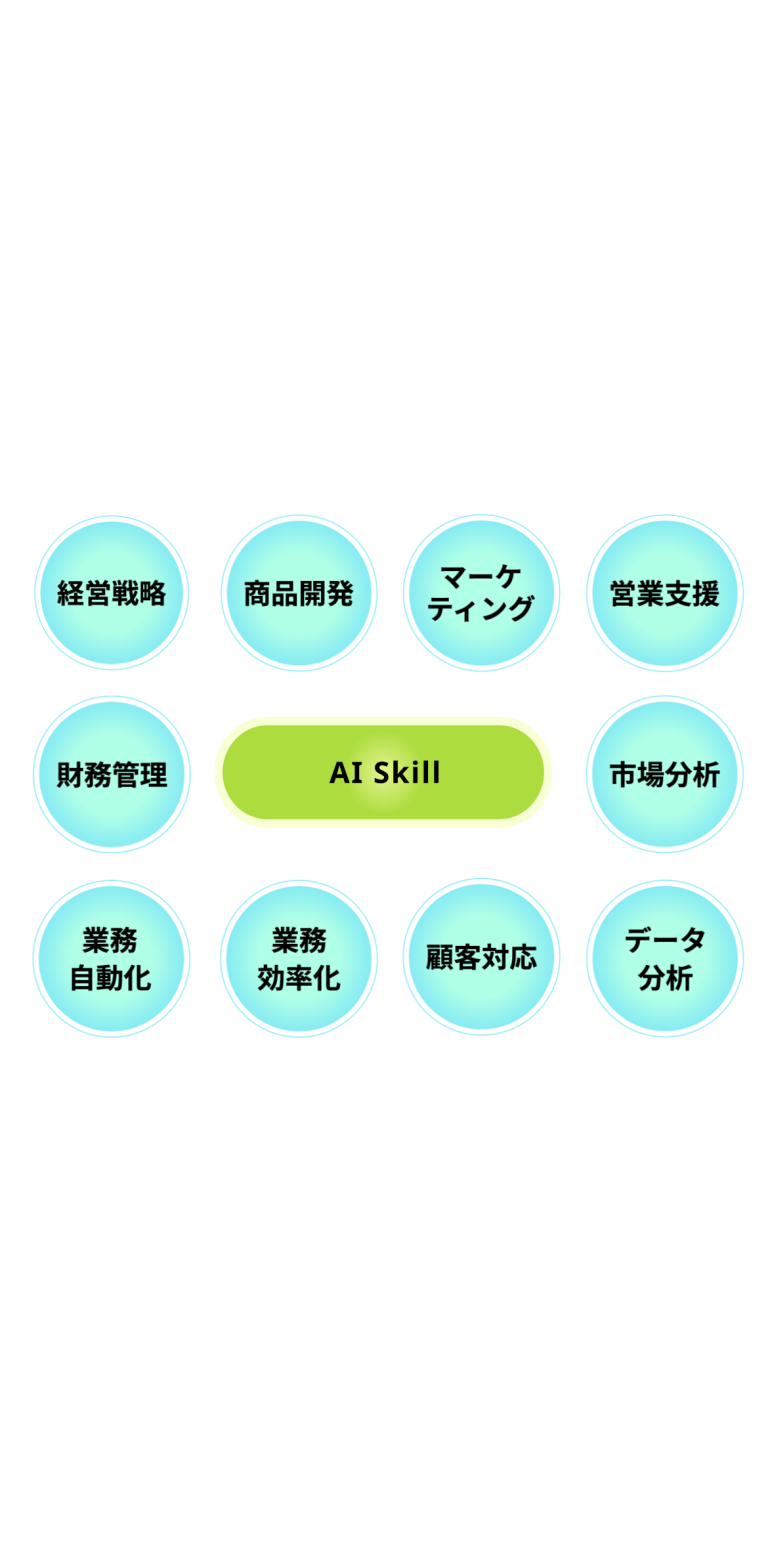 経営戦略
商品開発
マーケ
ティング
営業支援
財務管理
AI Skill
市場分析
業務
自動化
業務
効率化
顧客対応
データ
分析